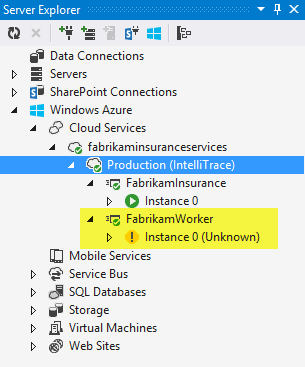 Server Explorer
Data Connections
Servers
SharePoint Connections
Windows Azure
Cloud Services
fabrikaminsuranceservices
Production (IntelliTrace)
FabrikamInsurance
Instance 0
FabrikamWorker
Instance 0 (Unknown)
Mobile Services
Service Bus
SQL Databases
Storage
Virtual Machines
Web Sites